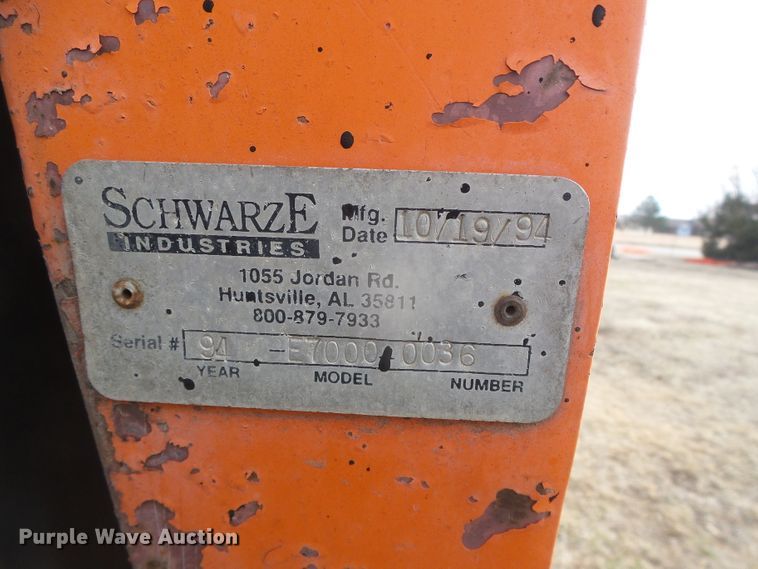 SCHWARZE
INDUSTRIES
Mfg.
Date 10/19/94
1055 Jordan Rd.
Huntsville, AL 35811
800-879-7933
Serial # 94 -E7000 0036
YEAR MODEL NUMBER
Purple Wave Auction